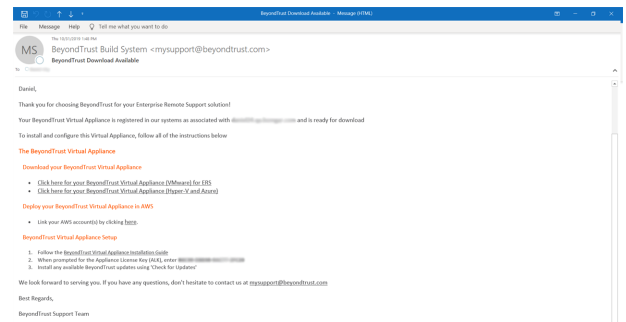 BeyondTrust Download Available - Message (HTML)
File Message Help Tell me what you want to do
Thu 10/31/2019 1:46 PM
MS
BeyondTrust Build System <mysupport@beyondtrust.com>
BeyondTrust Download Available
To
Daniel,
Thank you for choosing BeyondTrust for your Enterprise Remote Support solution!
Your BeyondTrust Virtual Appliance is registered in our systems as associated with and is ready for download
To install and configure this Virtual Appliance, follow all of the instructions below
The BeyondTrust Virtual Appliance
Download your BeyondTrust Virtual Appliance
• Click here for your BeyondTrust Virtual Appliance (VMware) for ERS
• Click here for your BeyondTrust Virtual Appliance (Hyper-V and Azure)
Deploy your BeyondTrust Virtual Appliance in AWS
• Link your AWS account(s) by clicking here.
BeyondTrust Virtual Appliance Setup
1. Follow the BeyondTrust Virtual Appliance Installation Guide
2. When prompted for the Appliance License Key (ALK), enter
3. Install any available BeyondTrust updates using 'Check for Updates'
We look forward to serving you. If you have any questions, don't hesitate to contact us at mysupport@beyondtrust.com
Best Regards,
BeyondTrust Support Team